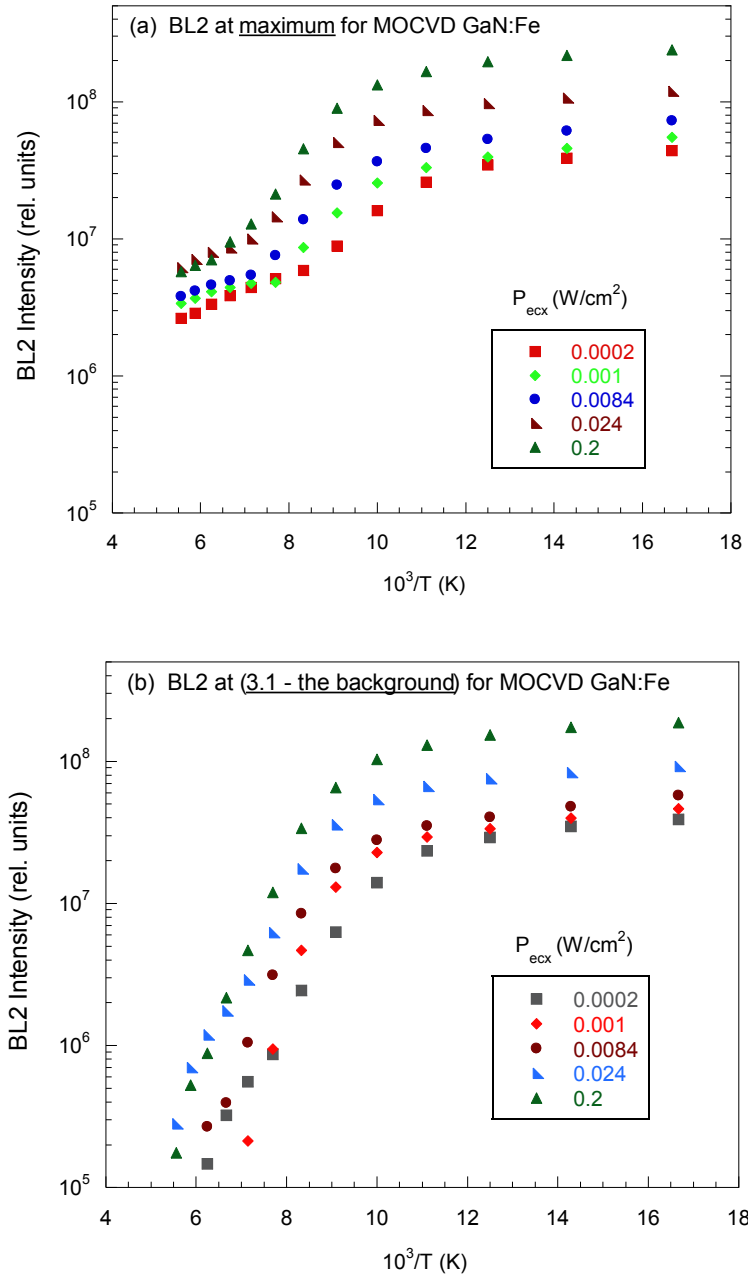 (a) BL2 at maximum for MOCVD GaN:Fe
10^8
10^7
10^6
10^5
BL2 Intensity (rel. units)
P_ecx (W/cm^2)
0.0002
0.001
0.0084
0.024
0.2
4 6 8 10 12 14 16 18
10^3/T (K)
(b) BL2 at (3.1 - the background) for MOCVD GaN:Fe
10^8
10^7
10^6
10^5
BL2 Intensity (rel. units)
P_ecx (W/cm^2)
0.0002
0.001
0.0084
0.024
0.2
4 6 8 10 12 14 16 18
10^3/T (K)